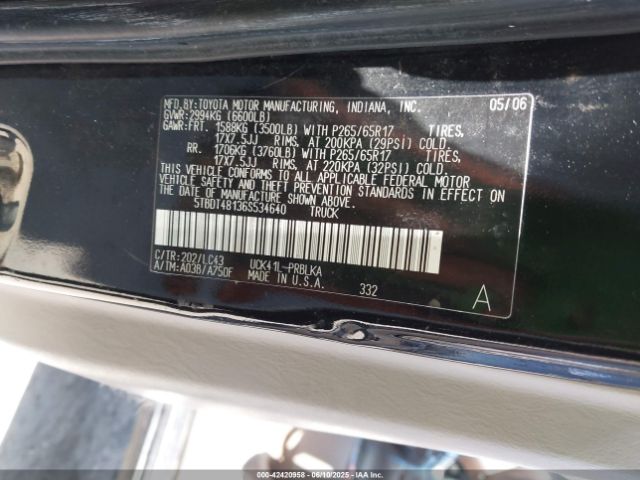 MFD.BY:TOYOTA MOTOR MANUFACTURING, INDIANA, INC. 05/06
GVWR: 2994KG (6600LB)
GAWR:FRT. 1588KG (3500LB) WITH P265/65R17 TIRES,
17X7.5JJ RIMS, AT 200KPA (29PSI) COLD.
RR. 1706KG (3760LB) WITH P265/65R17 TIRES,
17X7.5JJ RIMS, AT 220KPA (32PSI) COLD.
THIS VEHICLE CONFORMS TO ALL APPLICABLE FEDERAL MOTOR
VEHICLE SAFETY AND THEFT PREVENTION STANDARDS IN EFFECT ON
THE DATE OF MANUFACTURE SHOWN ABOVE.
5TBDT48136S534640 TRUCK
C/TR: 202/LC43 UCK41L-PRBLKA
A/TM: A03B/A750F MADE IN U.S.A. 332 A
000-42420958 - 06/10/2025 - IAA Inc.